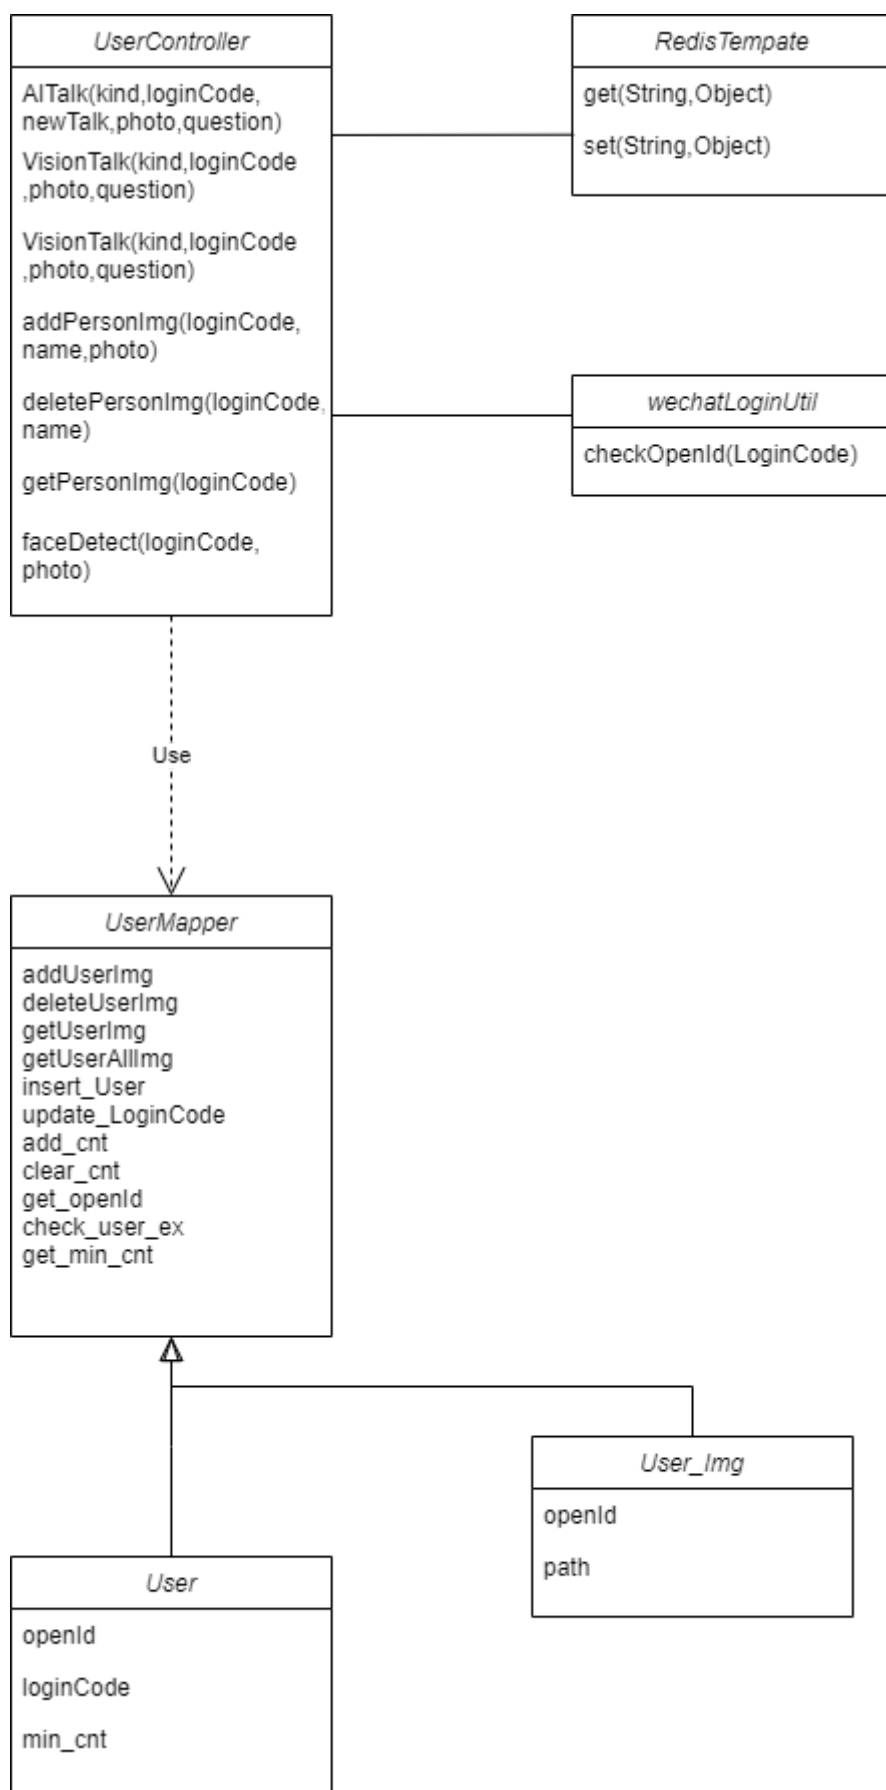 UserController
AITalk(kind,loginCode,
newTalk,photo,question)
VisionTalk(kind,loginCode
,photo,question)
VisionTalk(kind,loginCode
,photo,question)
addPersonImg(loginCode,
name,photo)
deletePersonImg(loginCode,
name)
getPersonImg(loginCode)
faceDetect(loginCode,
photo)
RedisTempate
get(String,Object)
set(String,Object)
wechatLoginUtil
checkOpenId(LoginCode)
Use
UserMapper
addUserImg
deleteUserImg
getUserImg
getUserAllImg
insert_User
update_LoginCode
add_cnt
clear_cnt
get_openId
check_user_ex
get_min_cnt
User_Img
openId
path
User
openId
loginCode
min_cnt